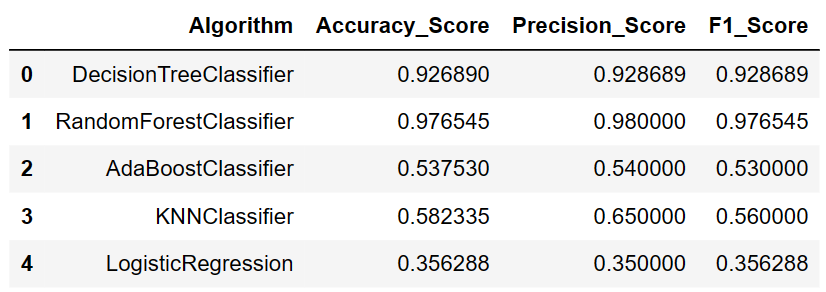 Algorithm Accuracy_Score Precision_Score F1_Score
0 DecisionTreeClassifier 0.926890 0.928689 0.928689
1 RandomForestClassifier 0.976545 0.980000 0.976545
2 AdaBoostClassifier 0.537530 0.540000 0.530000
3 KNNClassifier 0.582335 0.650000 0.560000
4 LogisticRegression 0.356288 0.350000 0.356288